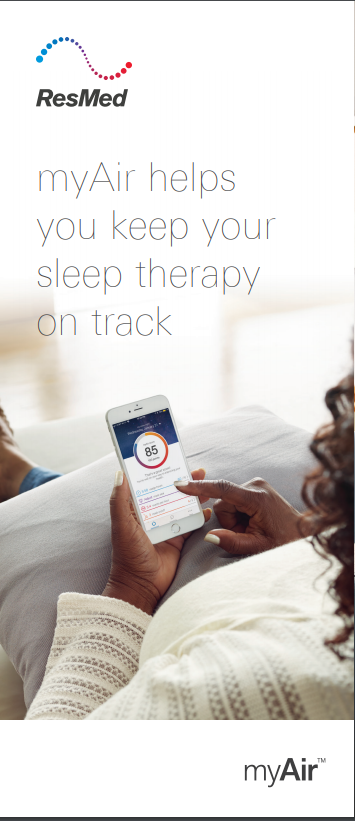 ResMed
myAir helps
you keep your
sleep therapy
on track
85
myAir™